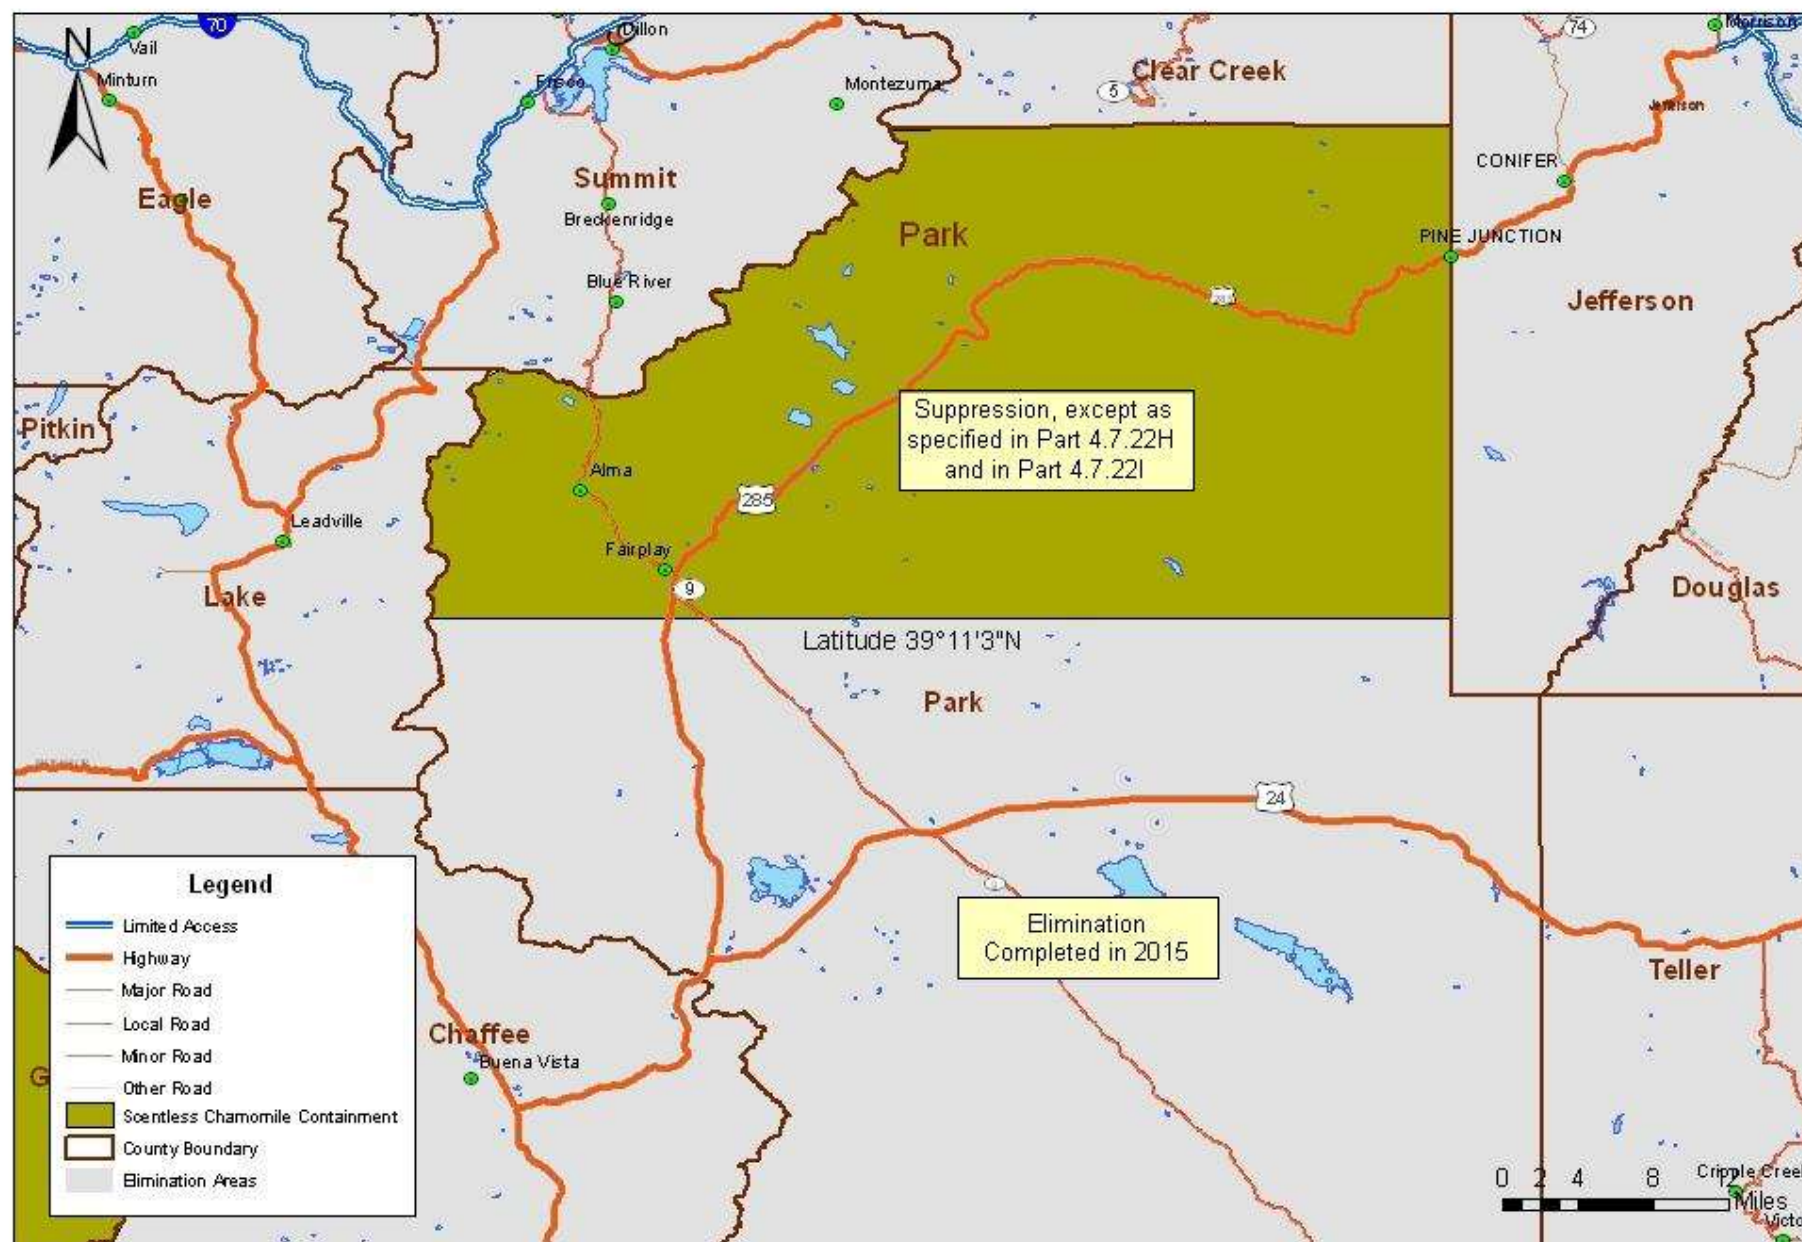 70
N
Vail
Dillon
74
Morrison
Minturn
Frisco
Montezuma
Clear Creek
5
Jefferson
CONIFER
Eagle
Summit
Breckenridge
Park
PINE JUNCTION
Blue River
Jefferson
Pitkin
Suppression, except as
specified in Part 4.7.22H
and in Part 4.7.22I
Alma
285
Leadville
Fairplay
9
Lake
Douglas
Latitude 39°11'3"N
Park
24
Legend
Limited Access
Highway
Major Road
Local Road
Minor Road
Other Road
Scentless Chamomile Containment
County Boundary
Elimination Areas
Elimination
Completed in 2015
Teller
Chaffee
Buena Vista
G
0 2 4 8 12
Miles
Cripple Creek
Victo